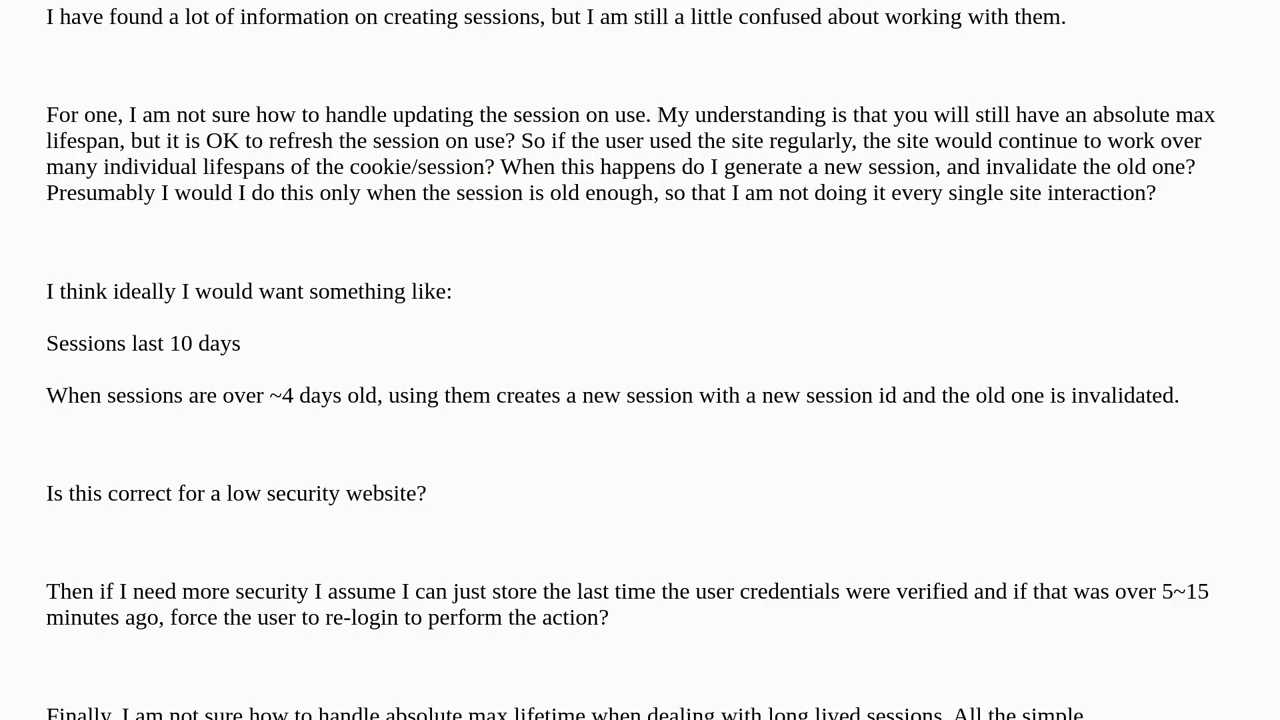 I have found a lot of information on creating sessions, but I am still a little confused about working with them.
For one, I am not sure how to handle updating the session on use. My understanding is that you will still have an absolute max
lifespan, but it is OK to refresh the session on use? So if the user used the site regularly, the site would continue to work over
many individual lifespans of the cookie/session? When this happens do I generate a new session, and invalidate the old one?
Presumably I would I do this only when the session is old enough, so that I am not doing it every single site interaction?
I think ideally I would want something like:
Sessions last 10 days
When sessions are over ~4 days old, using them creates a new session with a new session id and the old one is invalidated.
Is this correct for a low security website?
Then if I need more security I assume I can just store the last time the user credentials were verified and if that was over 5~15
minutes ago, force the user to re-login to perform the action?
Finally, I am not sure how to handle absolute max lifetime when dealing with long lived sessions. All the simple